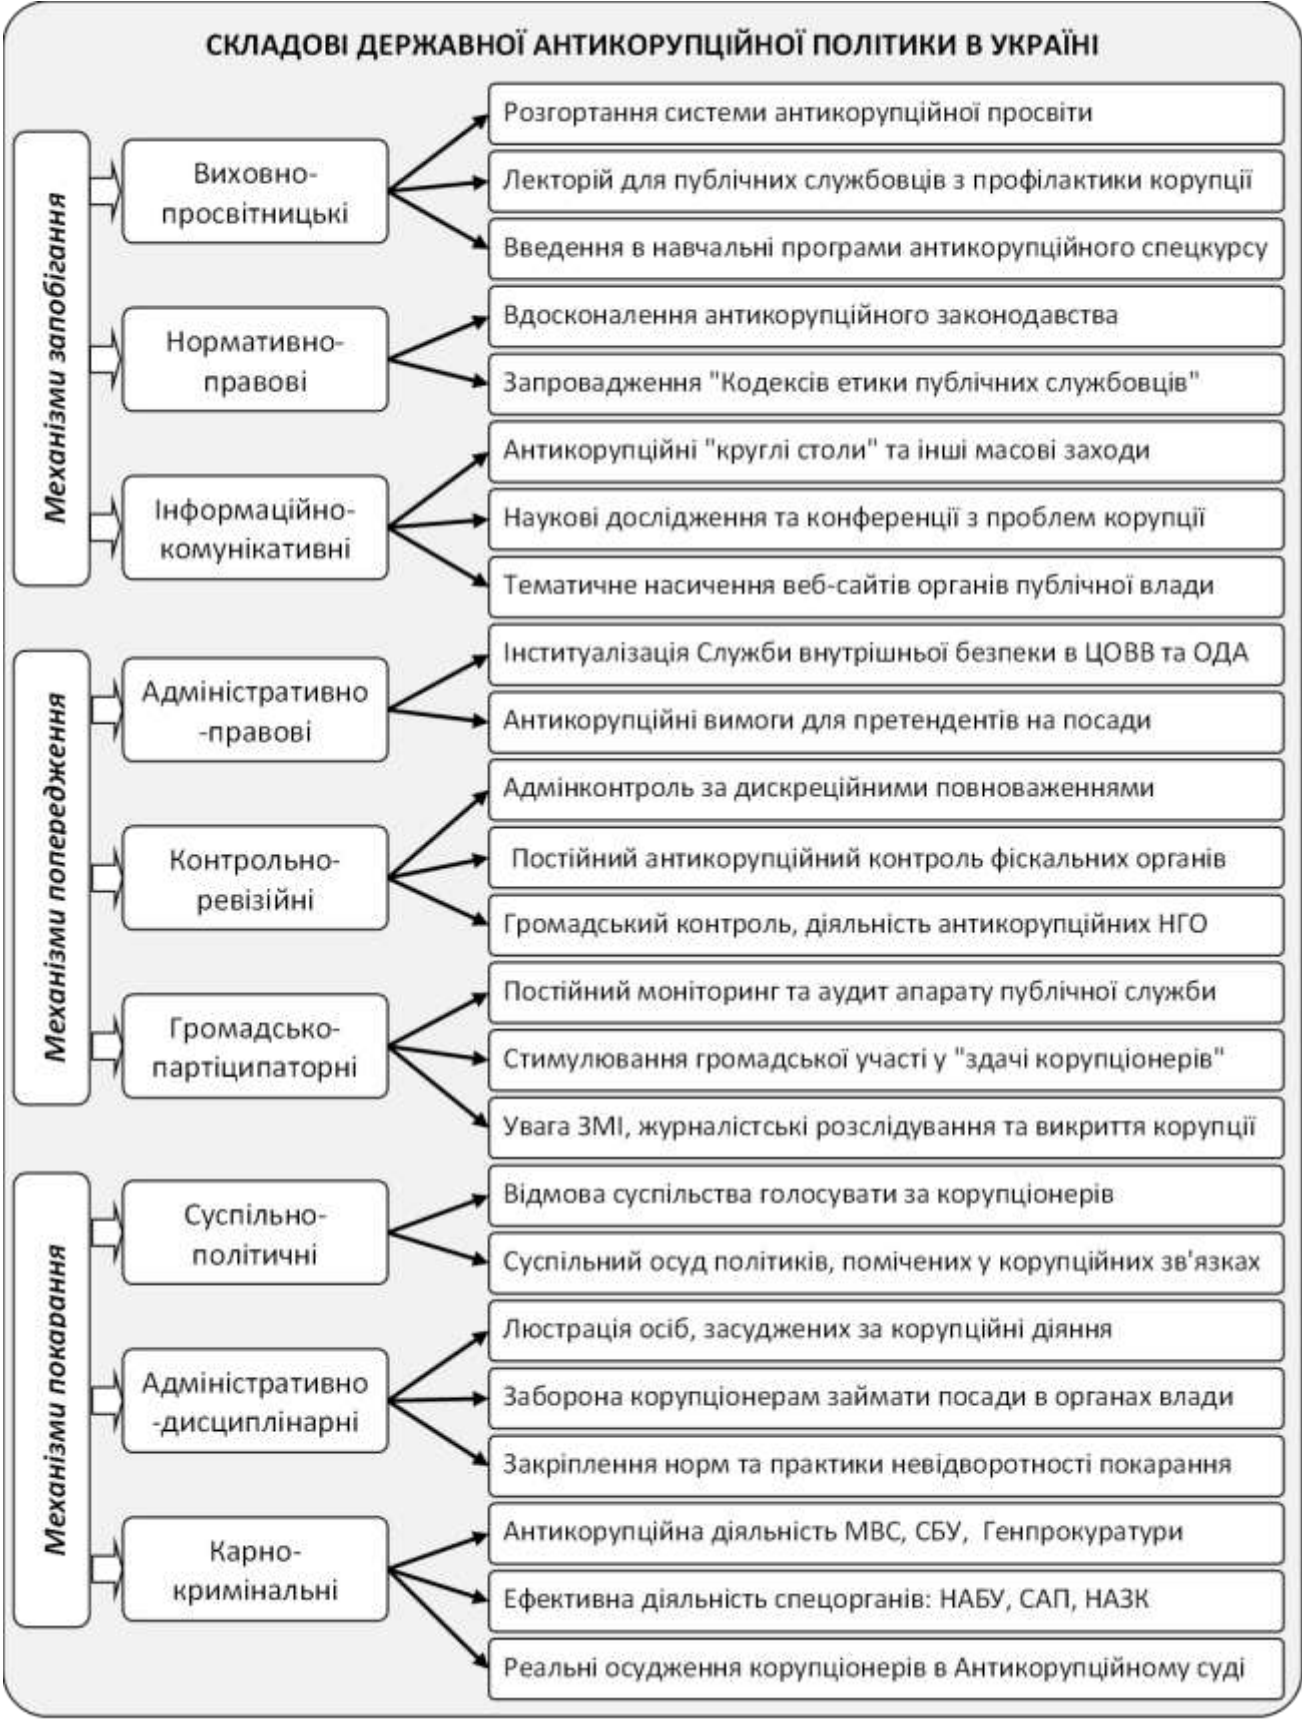 СКЛАДОВІ ДЕРЖАВНОЇ АНТИКОРУПЦІЙНОЇ ПОЛІТИКИ В УКРАЇНІ
Механізми запобігання
Виховно-
просвітницькі
Розгортання системи антикорупційної просвіти
Лекторій для публічних службовців з профілактики корупції
Введення в навчальні програми антикорупційного спецкурсу
Нормативно-
правові
Вдосконалення антикорупційного законодавства
Запровадження "Кодексів етики публічних службовців"
Інформаційно-
комунікативні
Антикорупційні "круглі столи" та інші масові заходи
Наукові дослідження та конференції з проблем корупції
Тематичне насичення веб-сайтів органів публічної влади
Механізми попередження
Адміністративно
-правові
Інституалізація Служби внутрішньої безпеки в ЦОВВ та ОДА
Антикорупційні вимоги для претендентів на посади
Контрольно-
ревізійні
Адмінконтроль за дискреційними повноваженнями
Постійний антикорупційний контроль фіскальних органів
Громадський контроль, діяльність антикорупційних НГО
Громадсько-
партіципаторні
Постійний моніторинг та аудит апарату публічної служби
Стимулювання громадської участі у "здачі корупціонерів"
Увага ЗМІ, журналістські розслідування та викриття корупції
Механізми покарання
Суспільно-
політичні
Відмова суспільства голосувати за корупціонерів
Суспільний осуд політиків, помічених у корупційних зв'язках
Адміністративно
-дисциплінарні
Люстрація осіб, засуджених за корупційні діяння
Заборона корупціонерам займати посади в органах влади
Закріплення норм та практики невідворотності покарання
Карно-
кримінальні
Антикорупційна діяльність МВС, СБУ, Генпрокуратури
Ефективна діяльність спецорганів: НАБУ, САП, НАЗК
Реальні осудження корупціонерів в Антикорупційному суді